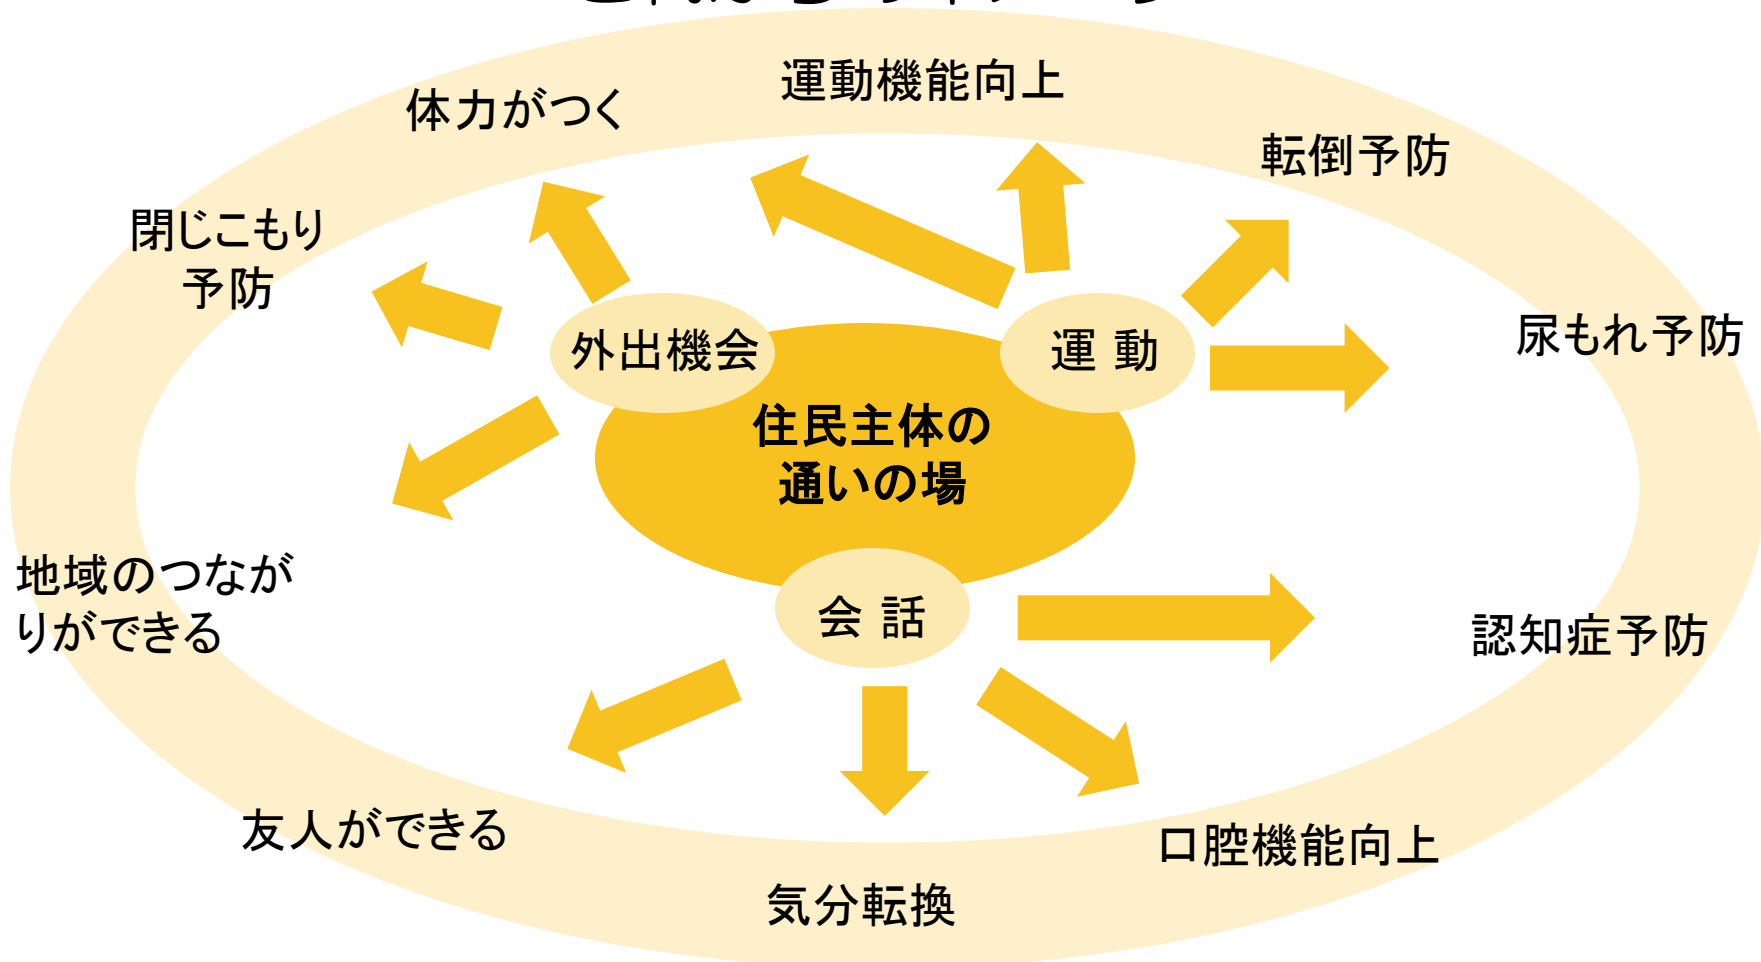 運動機能向上
体力がつく
転倒予防
閉じこもり
予防
尿もれ予防
外出機会
運 動
住民主体の
通いの場
地域のつなが
りができる
会 話
認知症予防
友人ができる
口腔機能向上
気分転換